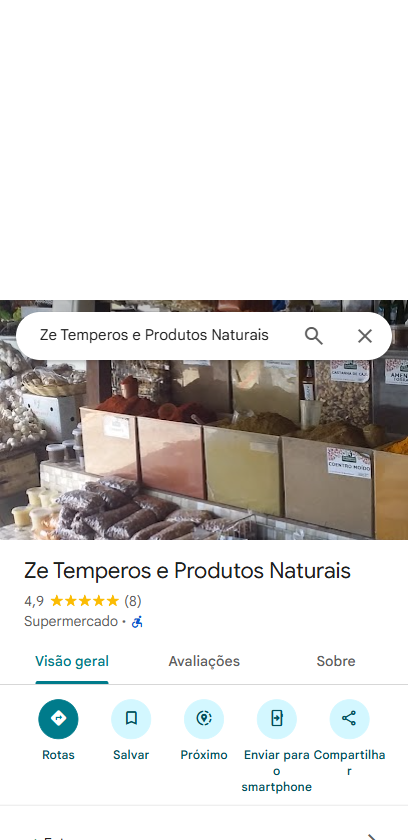 Ze Temperos e Produtos Naturais
CASTANHA DE CAJU
AMEN
COENTRO MOÍDO
Ze Temperos e Produtos Naturais
4,9 ★★★★★ (8)
Supermercado ·
Visão geral Avaliações Sobre
Rotas Salvar Próximo Enviar para o smartphone Compartilhar